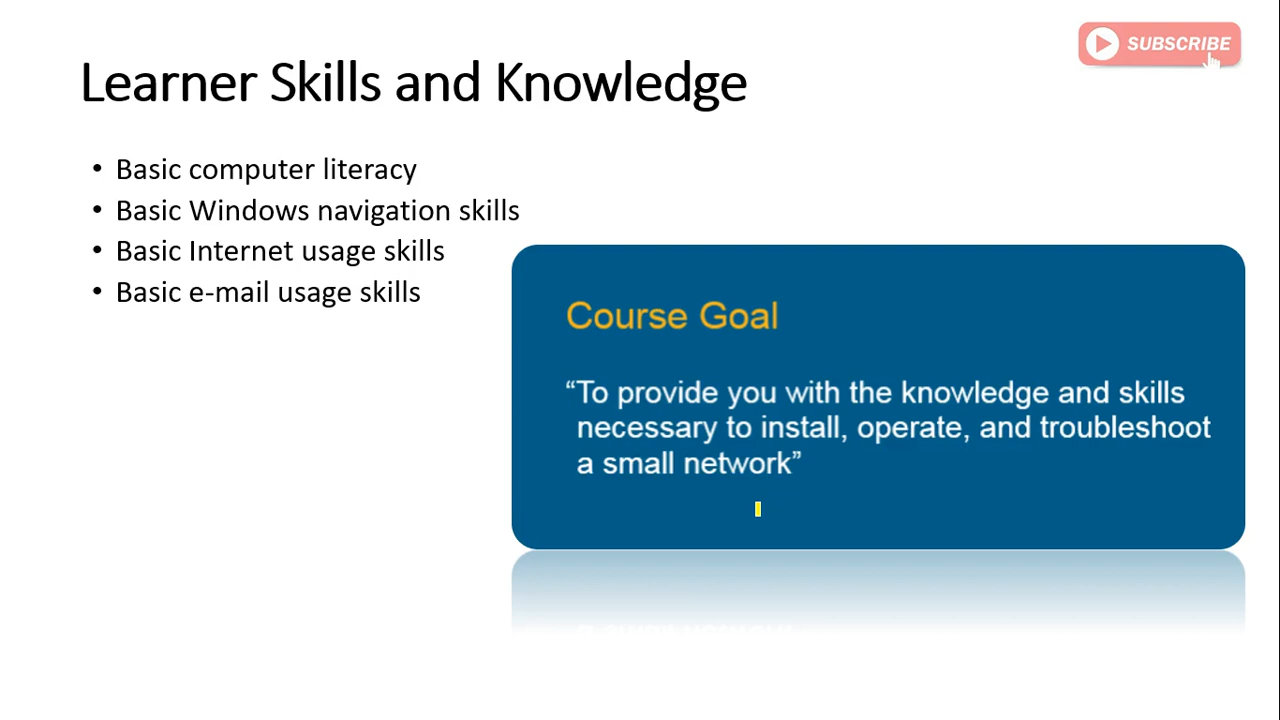 SUBSCRIBE
Learner Skills and Knowledge
• Basic computer literacy
• Basic Windows navigation skills
• Basic Internet usage skills
• Basic e-mail usage skills
Course Goal
“To provide you with the knowledge and skills
necessary to install, operate, and troubleshoot
a small network”